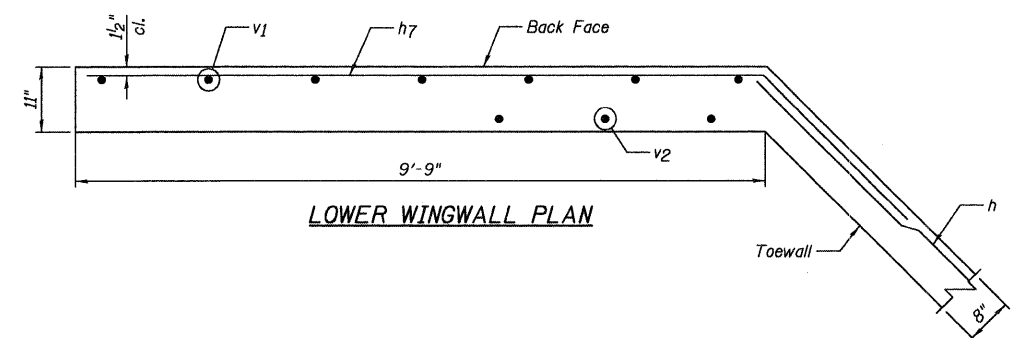 1½" cl.
v1
h7
Back Face
11"
v2
9'-9"
LOWER WINGWALL PLAN
h
Toewall
8"